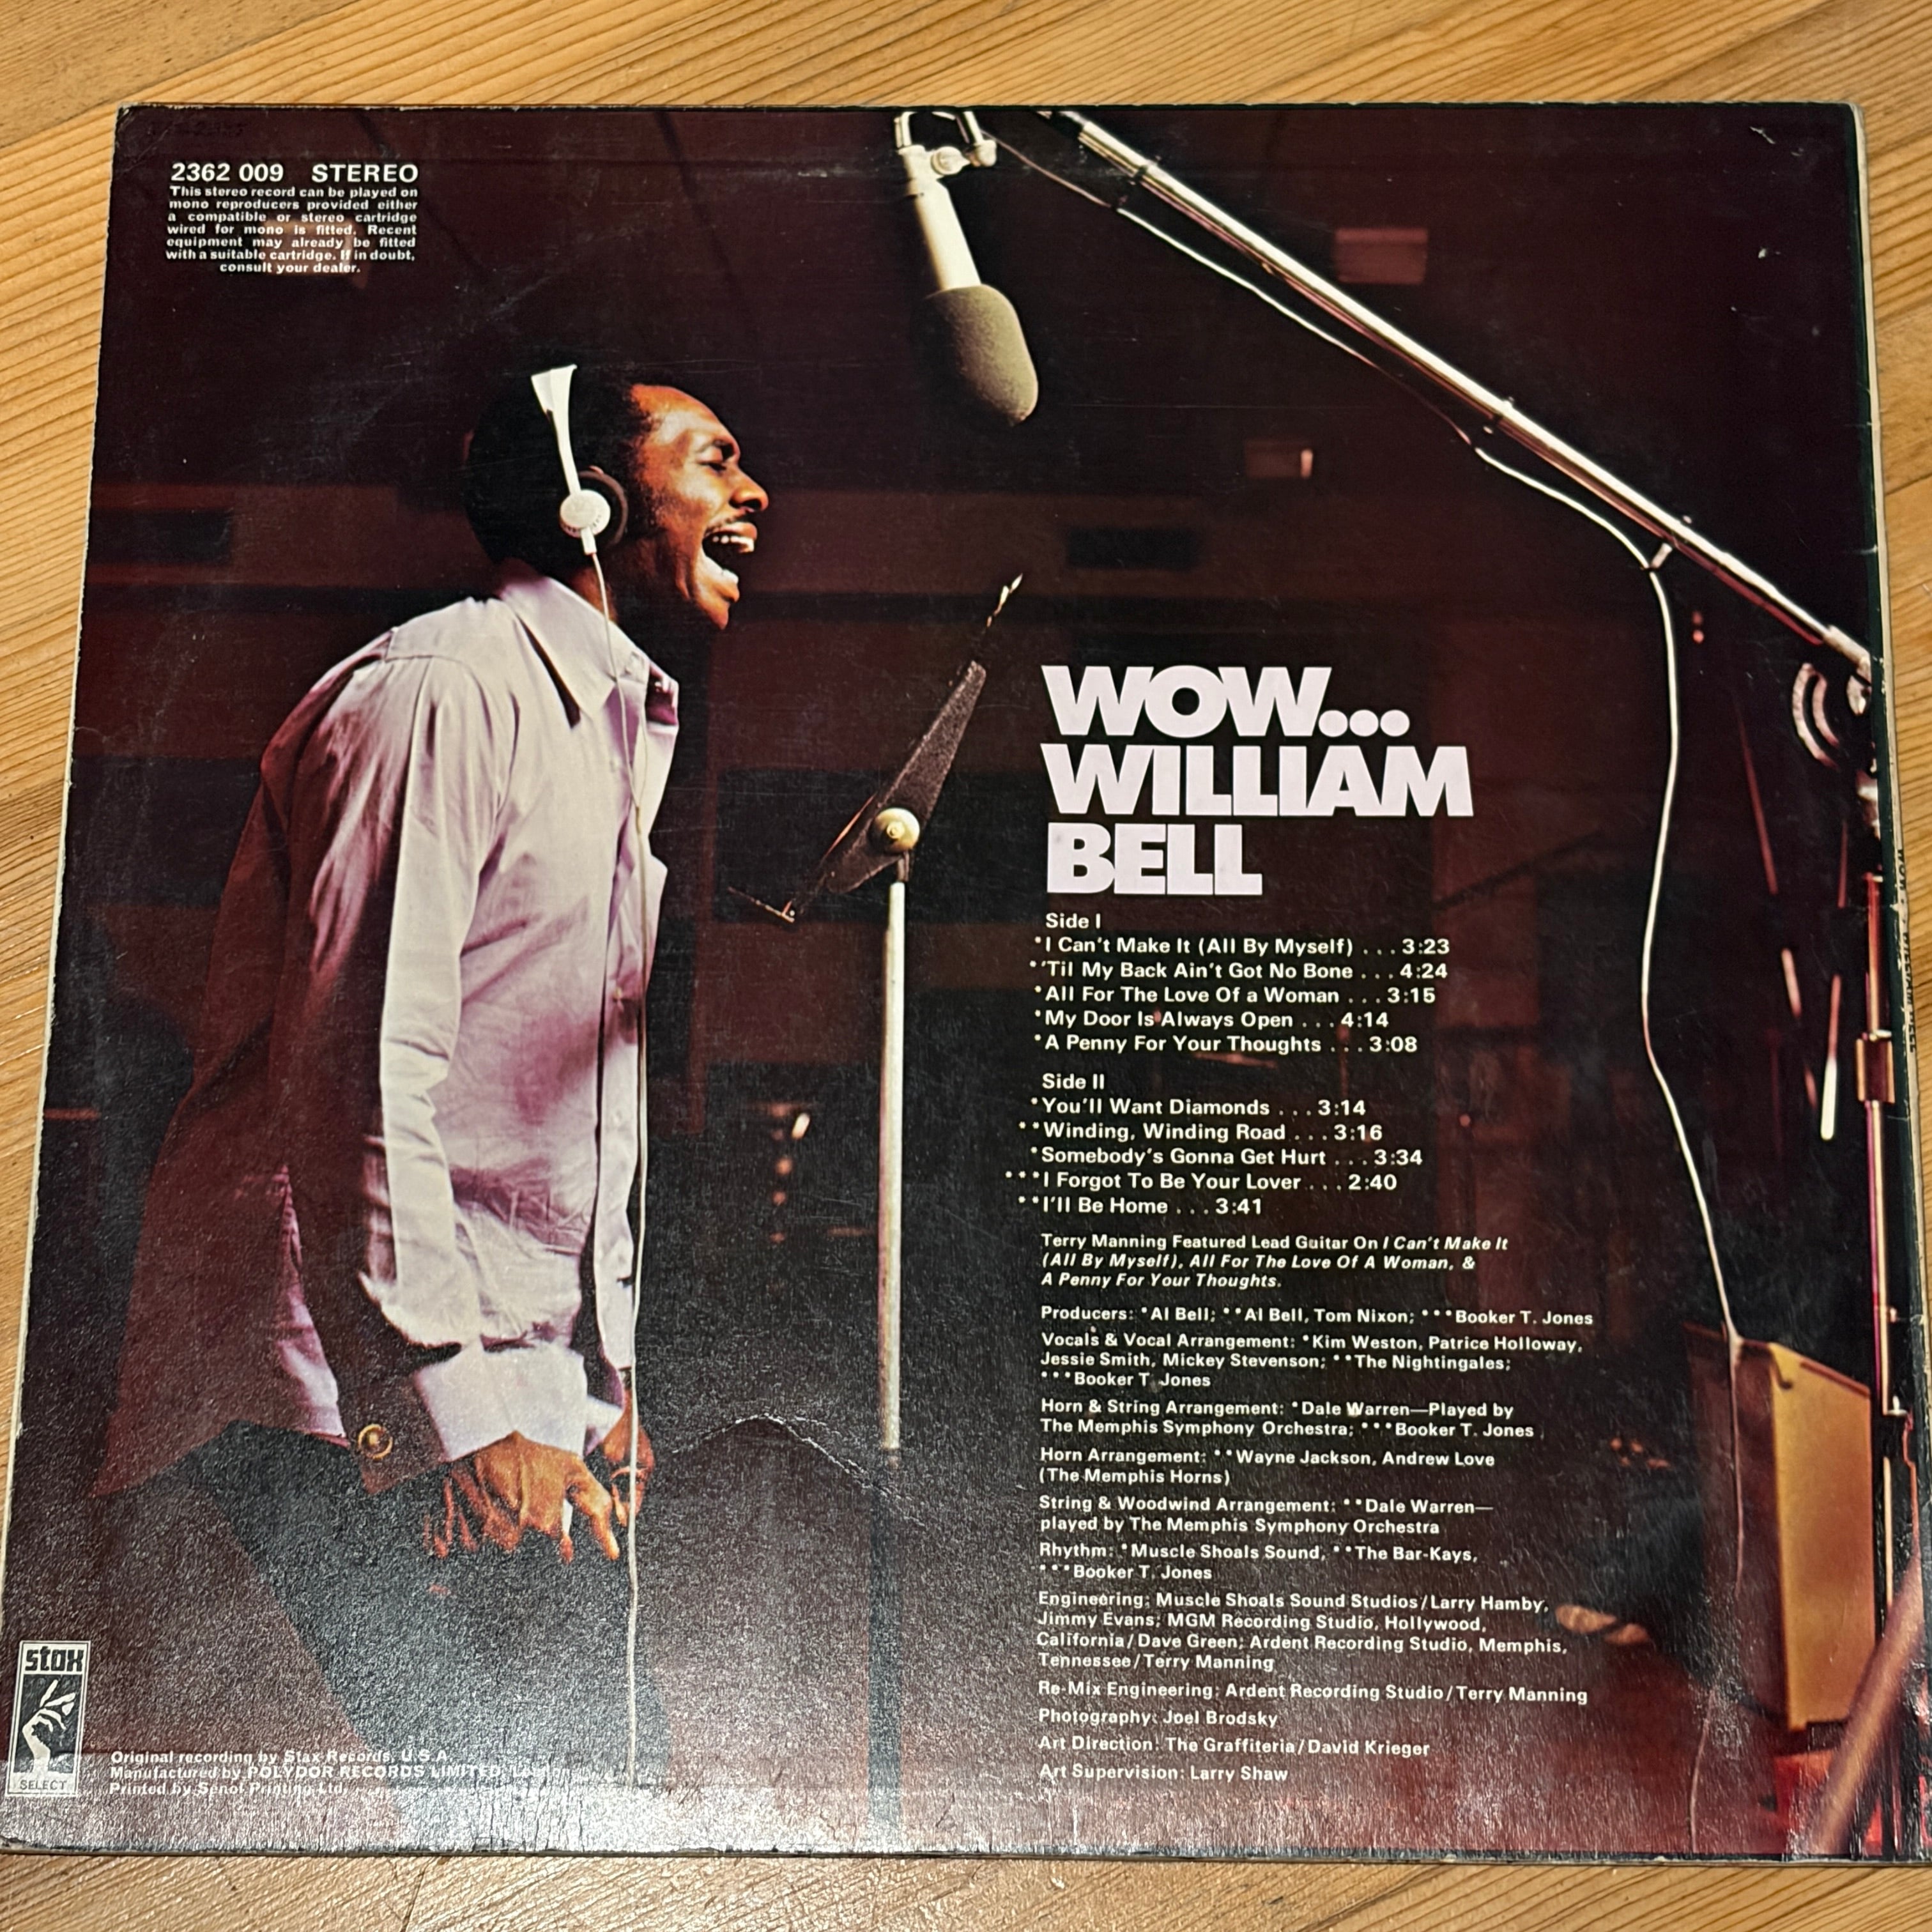 2362 009 STEREO
This stereo record can be played on
mono reproducers provided either
a compatible or stereo cartridge
wired for mono is fitted. Recent
equipment may already be fitted
with a suitable cartridge. If in doubt,
consult your dealer.
WOW...
WILLIAM
BELL
Side I
*I Can't Make It (All By Myself) . . . 3:23
**'Til My Back Ain't Got No Bone . . . 4:24
*All For The Love Of a Woman . . . 3:15
*My Door Is Always Open . . . 4:14
*A Penny For Your Thoughts . . . 3:08
Side II
*You'll Want Diamonds . . . 3:14
**Winding, Winding Road . . . 3:16
*Somebody's Gonna Get Hurt . . . 3:34
***I Forgot To Be Your Lover . . . 2:40
**I'll Be Home . . . 3:41
Terry Manning Featured Lead Guitar On I Can't Make It
(All By Myself), All For The Love Of A Woman, &
A Penny For Your Thoughts.
Producers: *Al Bell; **Al Bell, Tom Nixon; ***Booker T. Jones
Vocals & Vocal Arrangement: *Kim Weston, Patrice Holloway,
Jessie Smith, Mickey Stevenson; **The Nightingales;
***Booker T. Jones
Horn & String Arrangement: *Dale Warren—Played by
The Memphis Symphony Orchestra; ***Booker T. Jones
Horn Arrangement: **Wayne Jackson, Andrew Love
(The Memphis Horns)
String & Woodwind Arrangement: **Dale Warren—
played by The Memphis Symphony Orchestra
Rhythm: *Muscle Shoals Sound, **The Bar-Kays,
***Booker T. Jones
Engineering: Muscle Shoals Sound Studios/Larry Hamby,
Jimmy Evans; MGM Recording Studio, Hollywood,
California/Dave Green; Ardent Recording Studio, Memphis,
Tennessee/Terry Manning
Re-Mix Engineering: Ardent Recording Studio/Terry Manning
Photography: Joel Brodsky
Art Direction: The Graffiteria/David Krieger
Art Supervision: Larry Shaw
stax
SELECT
Original recording by Stax Records, U.S.A.
Manufactured by POLYDOR RECORDS LIMITED, London
Printed by Senol Printing Ltd.